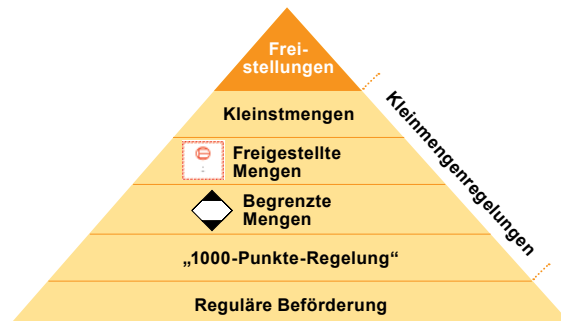 Frei-
stellungen
Kleinstmengen
Freigestellte
Mengen
Begrenzte
Mengen
„1000-Punkte-Regelung“
Reguläre Beförderung
Kleinmengenregelungen